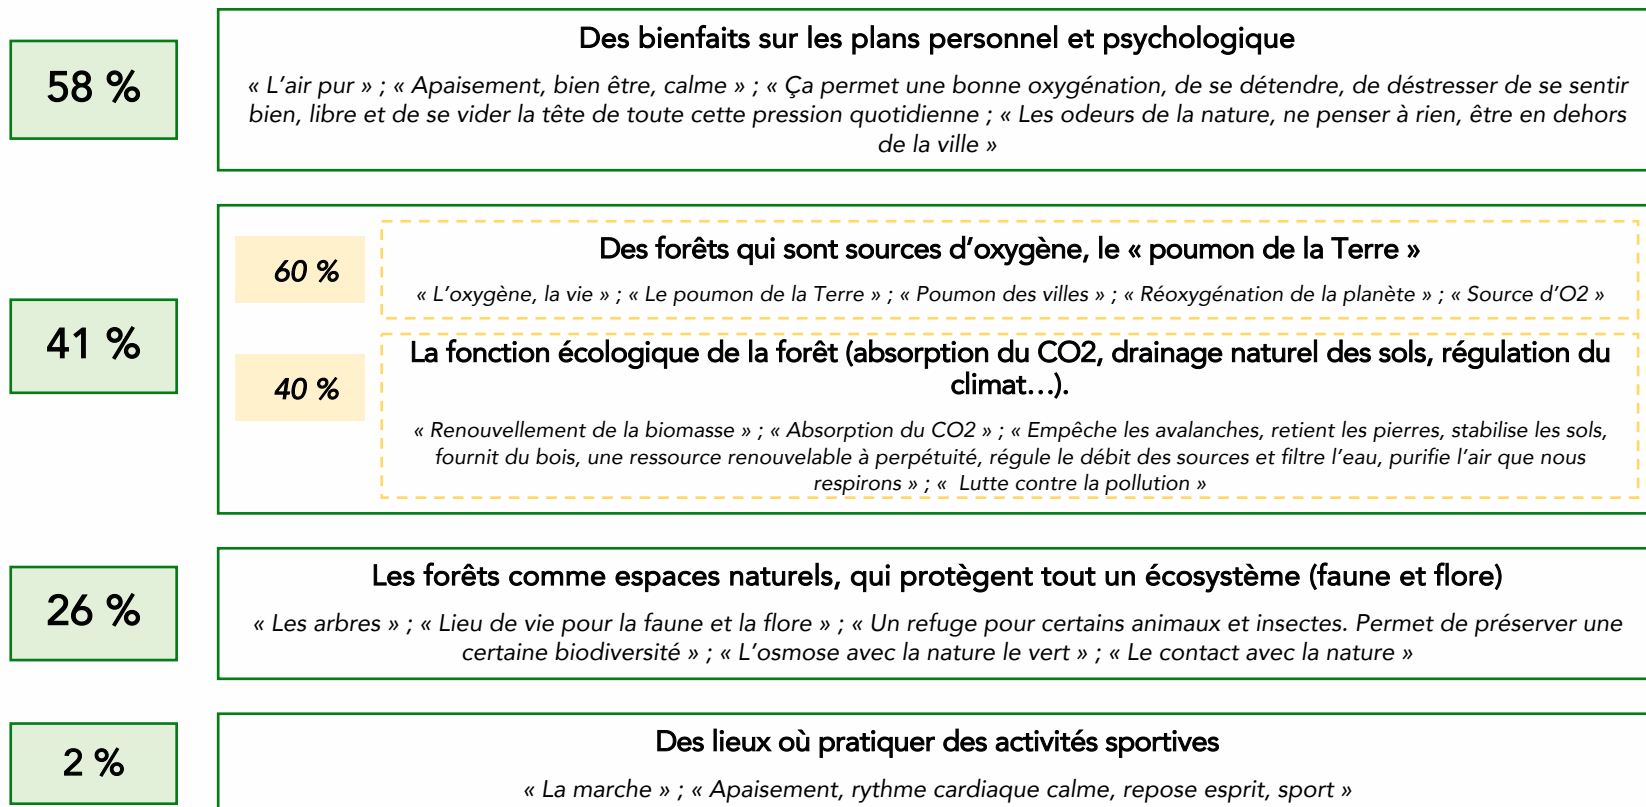 58 %
Des bienfaits sur les plans personnel et psychologique
« L'air pur » ; « Apaisement, bien être, calme » ; « Ça permet une bonne oxygénation, de se détendre, de déstresser de se sentir
bien, libre et de se vider la tête de toute cette pression quotidienne ; « Les odeurs de la nature, ne penser à rien, être en dehors
de la ville »
41 %
60 %
Des forêts qui sont sources d'oxygène, le « poumon de la Terre »
« L'oxygène, la vie » ; « Le poumon de la Terre » ; « Poumon des villes » ; « Réoxygénation de la planète » ; « Source d'O2 »
40 %
La fonction écologique de la forêt (absorption du CO2, drainage naturel des sols, régulation du
climat…).
« Renouvellement de la biomasse » ; « Absorption du CO2 » ; « Empêche les avalanches, retient les pierres, stabilise les sols,
fournit du bois, une ressource renouvelable à perpétuité, régule le débit des sources et filtre l'eau, purifie l'air que nous
respirons » ; «  Lutte contre la pollution »
26 %
Les forêts comme espaces naturels, qui protègent tout un écosystème (faune et flore)
« Les arbres » ; « Lieu de vie pour la faune et la flore » ; « Un refuge pour certains animaux et insectes. Permet de préserver une
certaine biodiversité » ; « L'osmose avec la nature le vert » ; « Le contact avec la nature »
2 %
Des lieux où pratiquer des activités sportives
« La marche » ; « Apaisement, rythme cardiaque calme, repose esprit, sport »